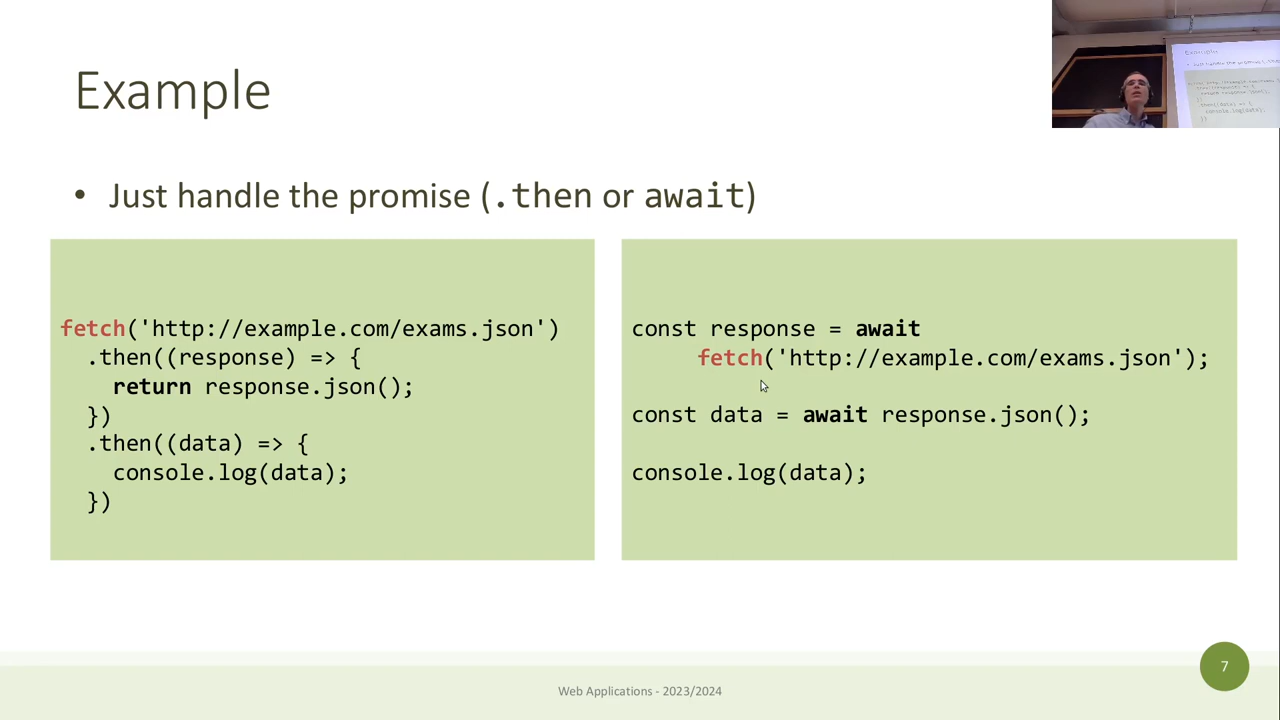 Example
• Just handle the promise (.then or await)
fetch('http://example.com/exams.json')
.then((response) => {
return response.json();
})
.then((data) => {
console.log(data);
})
const response = await
fetch('http://example.com/exams.json');
const data = await response.json();
console.log(data);
7
Web Applications - 2023/2024